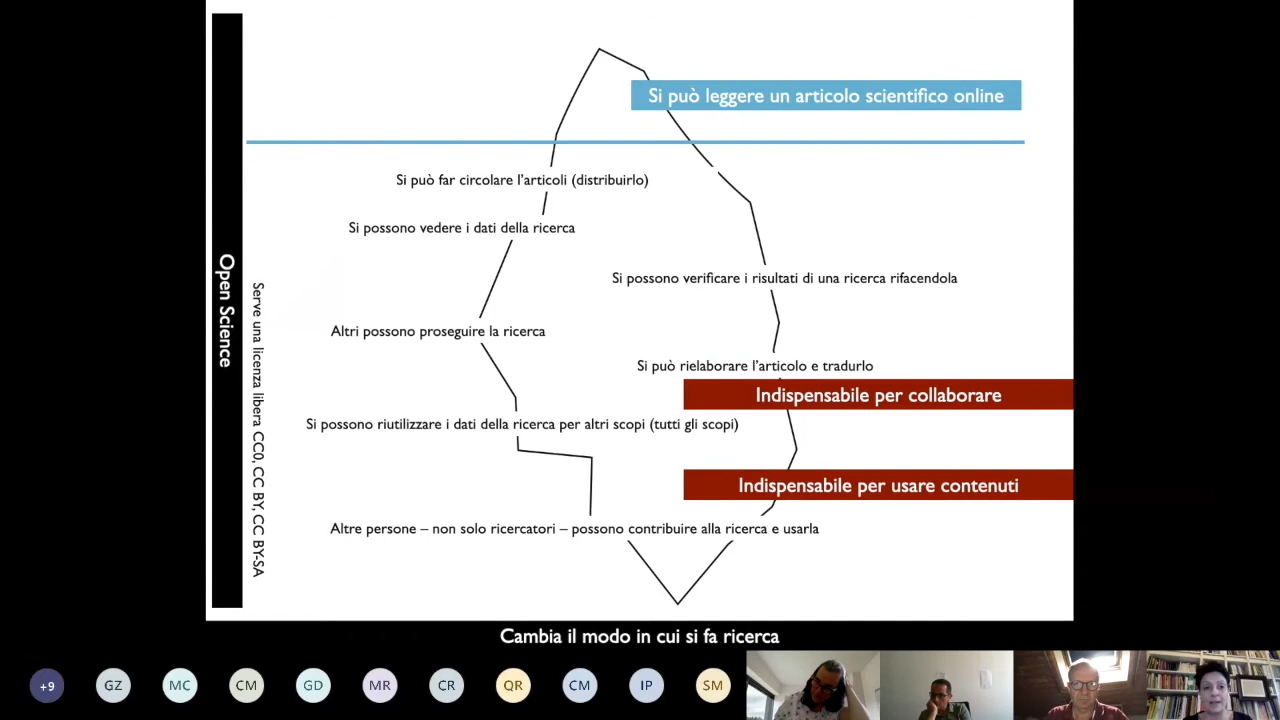 Si può leggere un articolo scientifico online
Si può far circolare l'articoli (distribuirlo)
Si possono vedere i dati della ricerca
Si possono verificare i risultati di una ricerca rifacendola
Altri possono proseguire la ricerca
Si può rielaborare l'articolo e tradurlo
Indispensabile per collaborare
Si possono riutilizzare i dati della ricerca per altri scopi (tutti gli scopi)
Indispensabile per usare contenuti
Altre persone – non solo ricercatori – possono contribuire alla ricerca e usarla
Open Science
Serve una licenza libera CC0, CC BY, CC BY-SA
Cambia il modo in cui si fa ricerca
+9 GZ MC CM GD MR CR QR CM IP SM